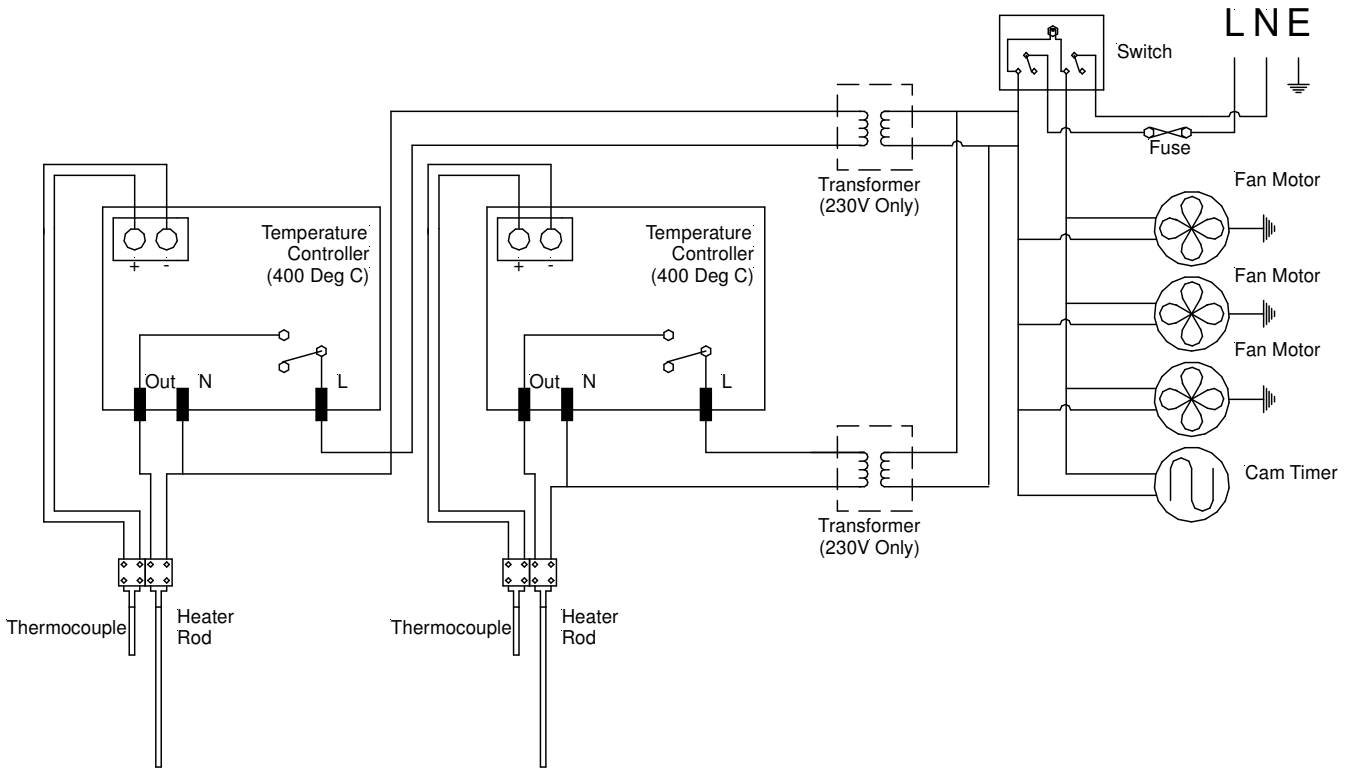 L N E
Switch
Fuse
Transformer
(230V Only)
Fan Motor
Temperature
Controller
(400 Deg C)
+ -
Temperature
Controller
(400 Deg C)
+ -
Fan Motor
Fan Motor
Out N L
Out N L
Cam Timer
Transformer
(230V Only)
Thermocouple
Heater
Rod
Thermocouple
Heater
Rod